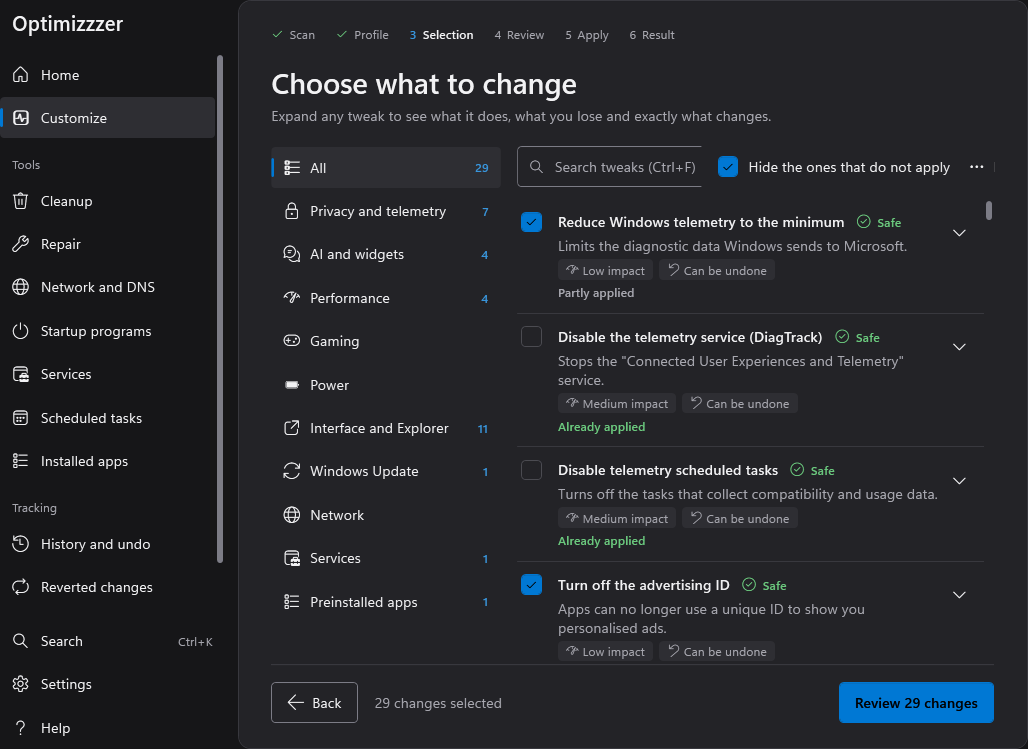 Optimizzzer
Home
Customize
Tools
Cleanup
Repair
Network and DNS
Startup programs
Services
Scheduled tasks
Installed apps
Tracking
History and undo
Reverted changes
Search Ctrl+K
Settings
Help
Scan Profile 3 Selection 4 Review 5 Apply 6 Result
Choose what to change
Expand any tweak to see what it does, what you lose and exactly what changes.
All 29
Privacy and telemetry 7
AI and widgets 4
Performance 4
Gaming
Power
Interface and Explorer 11
Windows Update 1
Network
Services 1
Preinstalled apps 1
Search tweaks (Ctrl+F) Hide the ones that do not apply ...
Reduce Windows telemetry to the minimum Safe
Limits the diagnostic data Windows sends to Microsoft.
Low impact Can be undone
Partly applied
Disable the telemetry service (DiagTrack) Safe
Stops the "Connected User Experiences and Telemetry"
service.
Medium impact Can be undone
Already applied
Disable telemetry scheduled tasks Safe
Turns off the tasks that collect compatibility and usage data.
Medium impact Can be undone
Already applied
Turn off the advertising ID Safe
Apps can no longer use a unique ID to show you
personalised ads.
Low impact Can be undone
Back 29 changes selected Review 29 changes